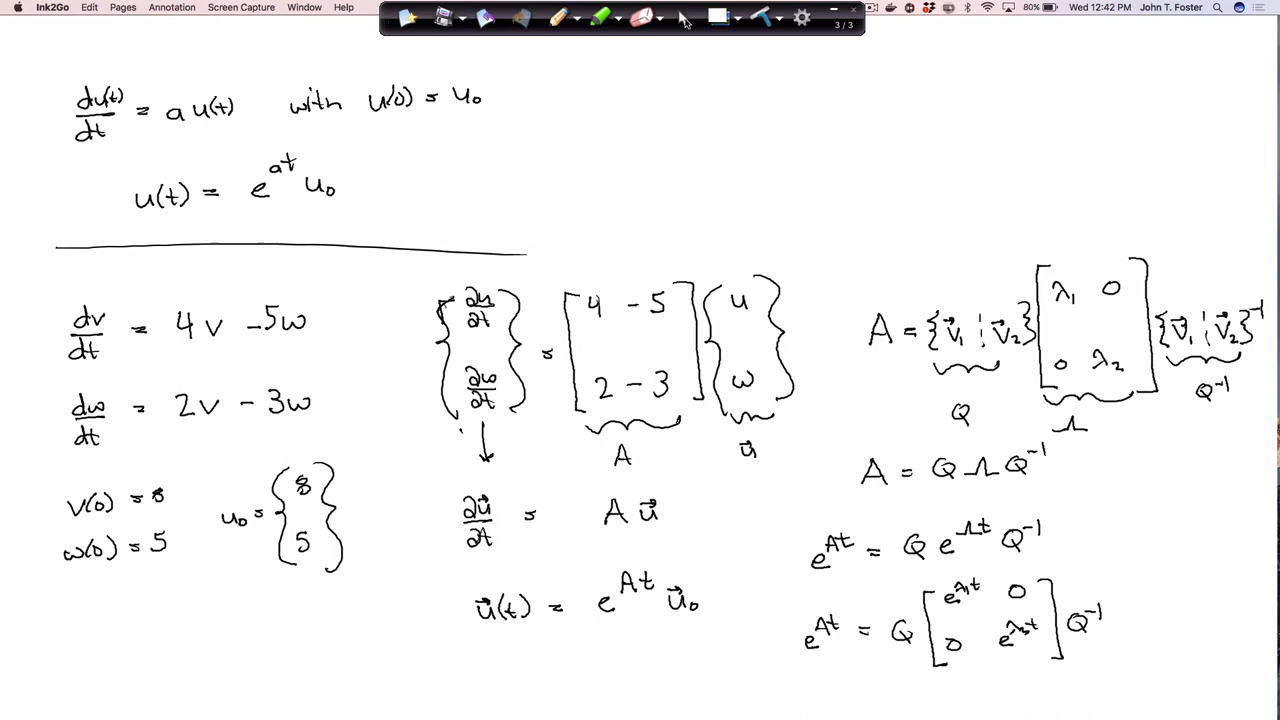 Ink2Go File Pages Annotation Screen Capture Window Help 80% Wed 12:42 PM John T. Foster
3 / 3
du(t)/dt = a u(t) with u(0) = u₀
u(t) = e^{at} u₀
dv/dt = 4v - 5w
dw/dt = 2v - 3w
v(0) = 8
w(0) = 5
u₀ = {8 5}
{∂u/∂t ∂w/∂t} = [4 -5 2 -3] {u w}
A u⃗
∂u⃗/∂t = A u⃗
u⃗(t) = e^{At} u⃗₀
A = {v⃗₁ ¦ v⃗₂} [λ₁ 0 0 λ₂] {v⃗₁ ¦ v⃗₂}⁻¹
Q Λ Q⁻¹
A = Q Λ Q⁻¹
e^{At} = Q e^{Λt} Q⁻¹
e^{At} = Q [e^{λ₁t} 0 0 e^{λ₂t}] Q⁻¹